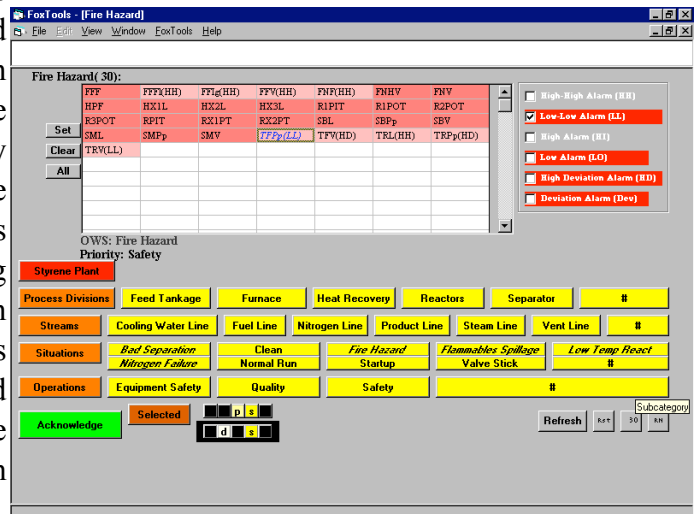 FoxTools - [Fire Hazard]
File Edit View Window FoxTools Help
Fire Hazard( 30):
FFF FFFl(HH) FFIg(HH) FFV(HH) FNF(HH) FNHV FNV
HPF HX1L HX2L HX3L R1PIT R1POT R2POT
R3POT RPIT RX1PT RX2PT SBL SBPp SBV
SML SMPp SMV TFPp(LL) TFV(HD) TRL(HH) TRPp(HD)
TRV(LL)
Set
Clear
All
High-High Alarm (HH)
Low-Low Alarm (LL)
High Alarm (HI)
Low Alarm (LO)
High Deviation Alarm (HD)
Deviation Alarm (Dev)
OWS: Fire Hazard
Priority: Safety
Styrene Plant
Process Divisions Feed Tankage Furnace Heat Recovery Reactors Separator #
Streams Cooling Water Line Fuel Line Nitrogen Line Product Line Steam Line Vent Line #
Situations Bad Separation Clean Fire Hazard Flammables Spillage Low Temp React
Nitrogen Failure Normal Run Startup Valve Stick #
Operations Equipment Safety Quality Safety #
Subcategory
Acknowledge Selected p s
d s
Refresh Rst 30 RN